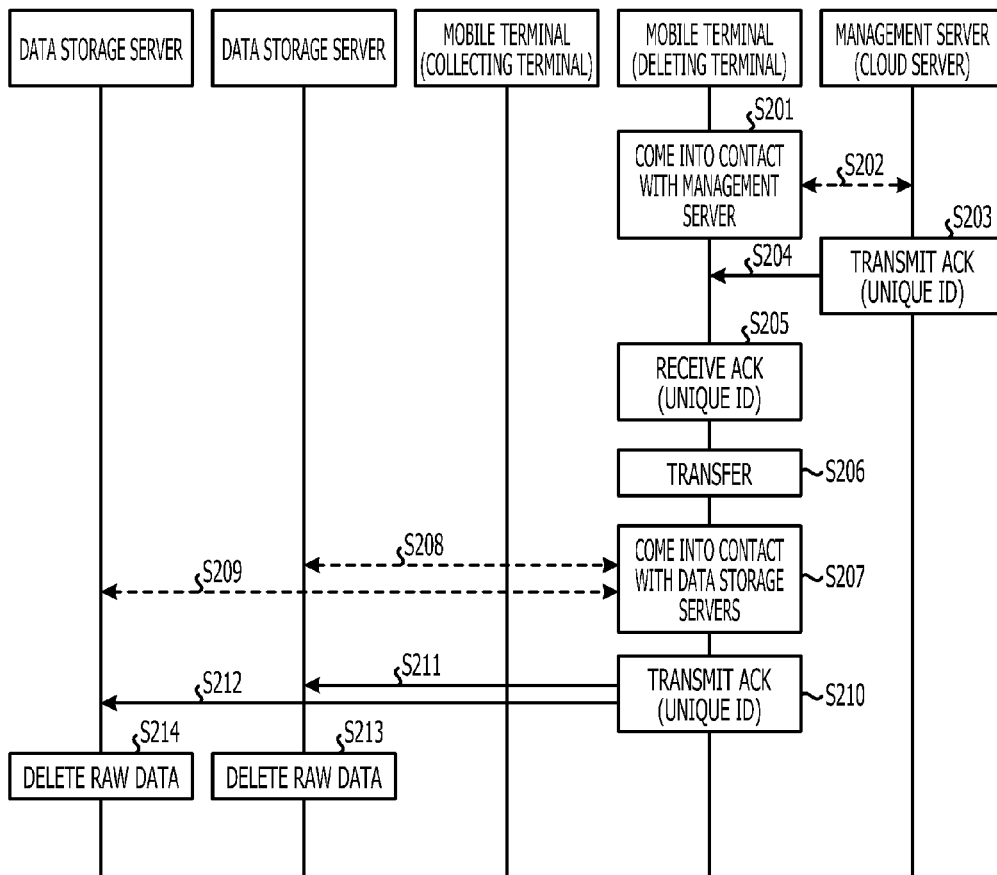 DATA STORAGE SERVER
DATA STORAGE SERVER
MOBILE TERMINAL
(COLLECTING TERMINAL)
MOBILE TERMINAL
(DELETING TERMINAL)
MANAGEMENT SERVER
(CLOUD SERVER)
S201
COME INTO CONTACT
WITH MANAGEMENT
SERVER
S202
S203
TRANSMIT ACK
(UNIQUE ID)
S204
S205
RECEIVE ACK
(UNIQUE ID)
TRANSFER
S206
COME INTO CONTACT
WITH DATA STORAGE
SERVERS
S207
S208
S209
TRANSMIT ACK
(UNIQUE ID)
S210
S211
S212
S214
DELETE RAW DATA
S213
DELETE RAW DATA